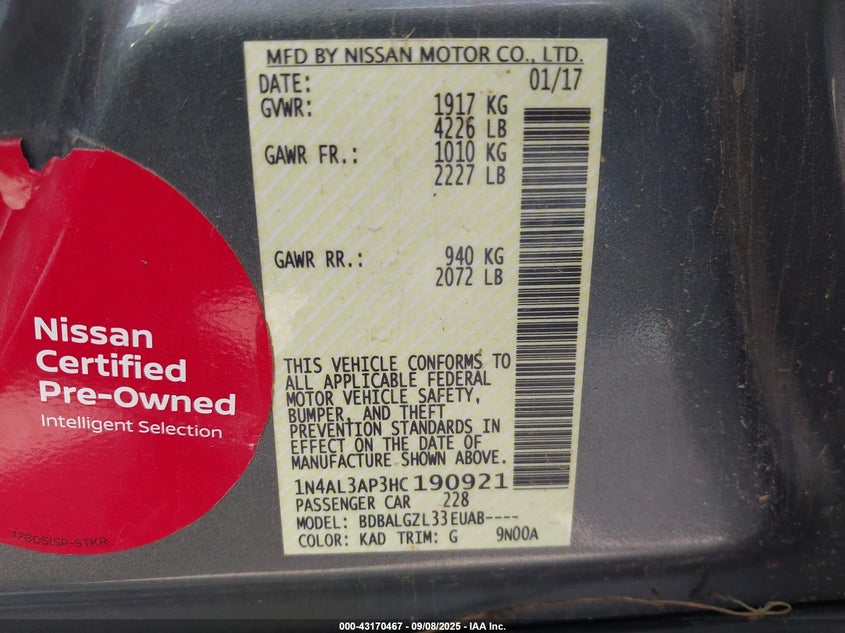 MFD BY NISSAN MOTOR CO., LTD.
DATE: 01/17
GVWR: 1917 KG
4226 LB
GAWR FR.: 1010 KG
2227 LB
GAWR RR.: 940 KG
2072 LB
THIS VEHICLE CONFORMS TO
ALL APPLICABLE FEDERAL
MOTOR VEHICLE SAFETY,
BUMPER, AND THEFT
PREVENTION STANDARDS IN
EFFECT ON THE DATE OF
MANUFACTURE SHOWN ABOVE.
1N4AL3AP3HC190921
PASSENGER CAR 228
MODEL: BDBALGZL33EUAB----
COLOR: KAD TRIM: G 9N00A
Nissan
Certified
Pre-Owned
Intelligent Selection
17805ISP-STKR
000-43170467 - 09/08/2025 - IAA Inc.